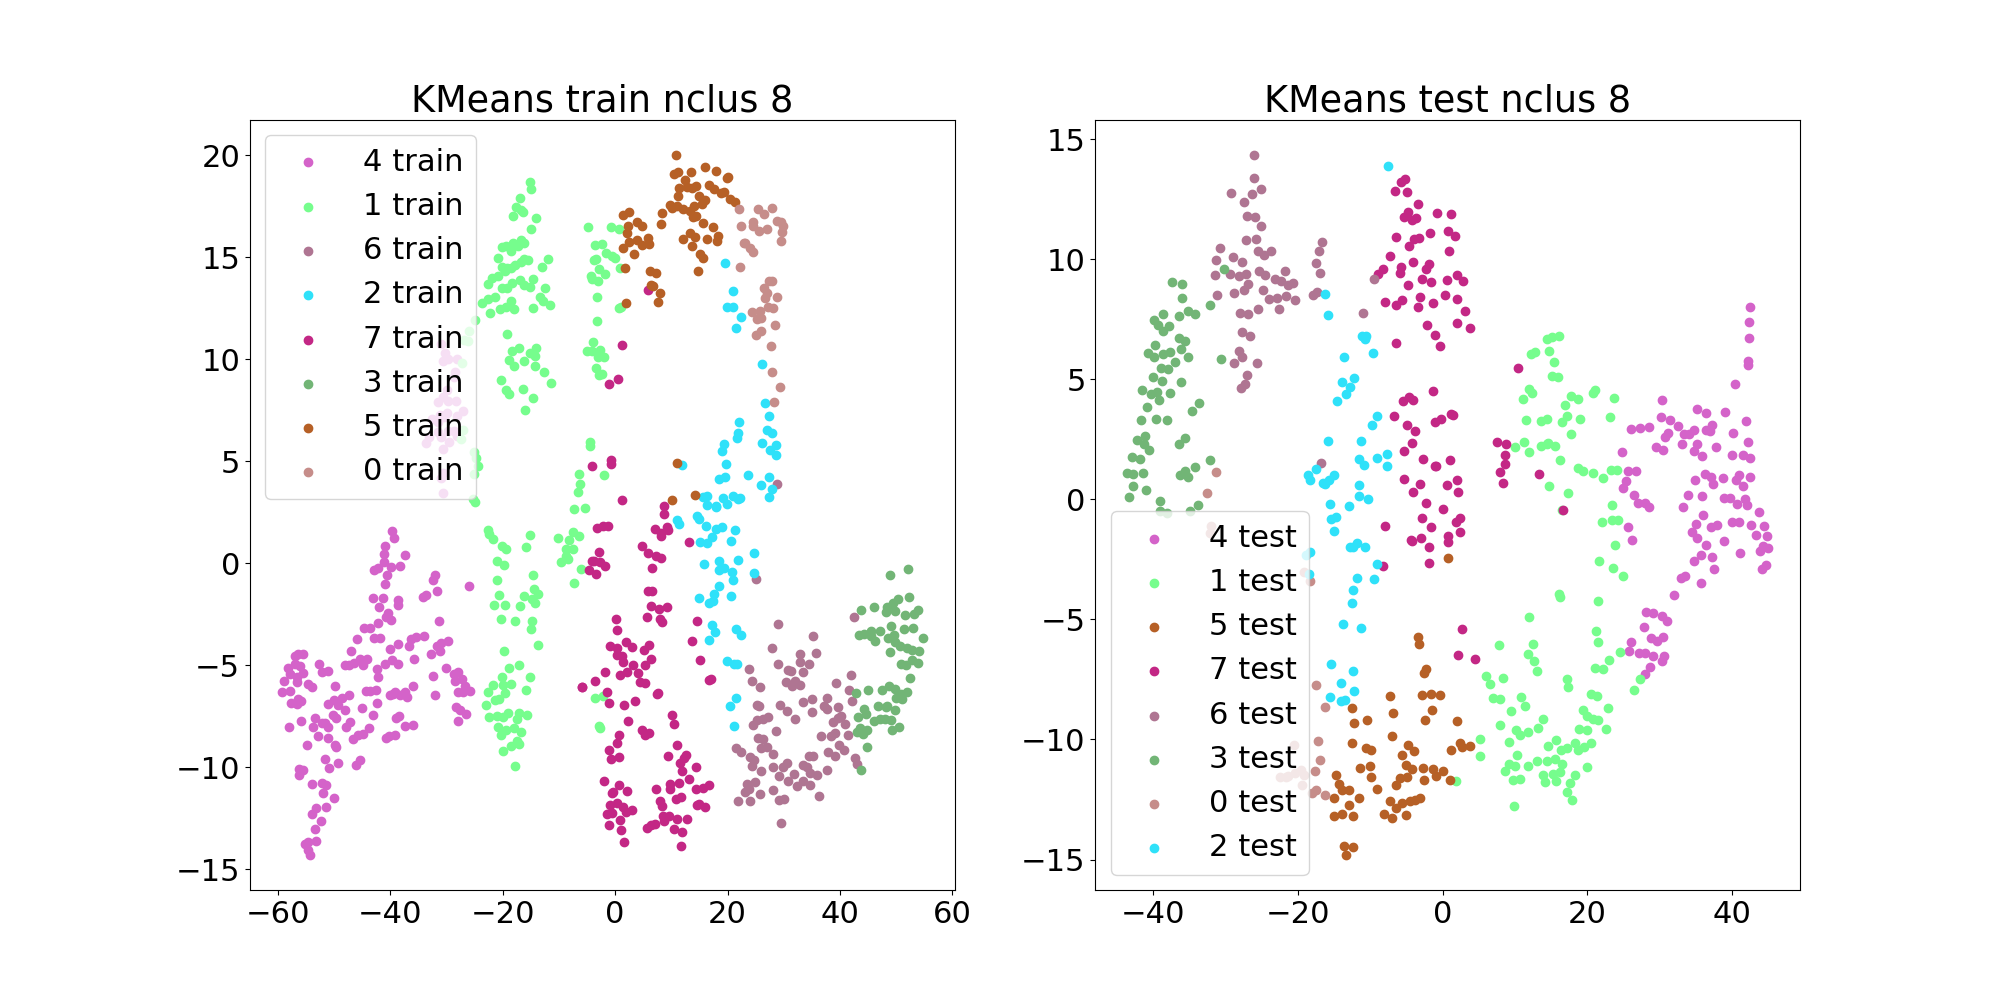 KMeans train nclus 8
20
15
10
5
0
−5
−10
−15
−60 −40 −20 0 20 40 60
4 train
1 train
6 train
2 train
7 train
3 train
5 train
0 train
KMeans test nclus 8
15
10
5
0
−5
−10
−15
−40 −20 0 20 40
4 test
1 test
5 test
7 test
6 test
3 test
0 test
2 test